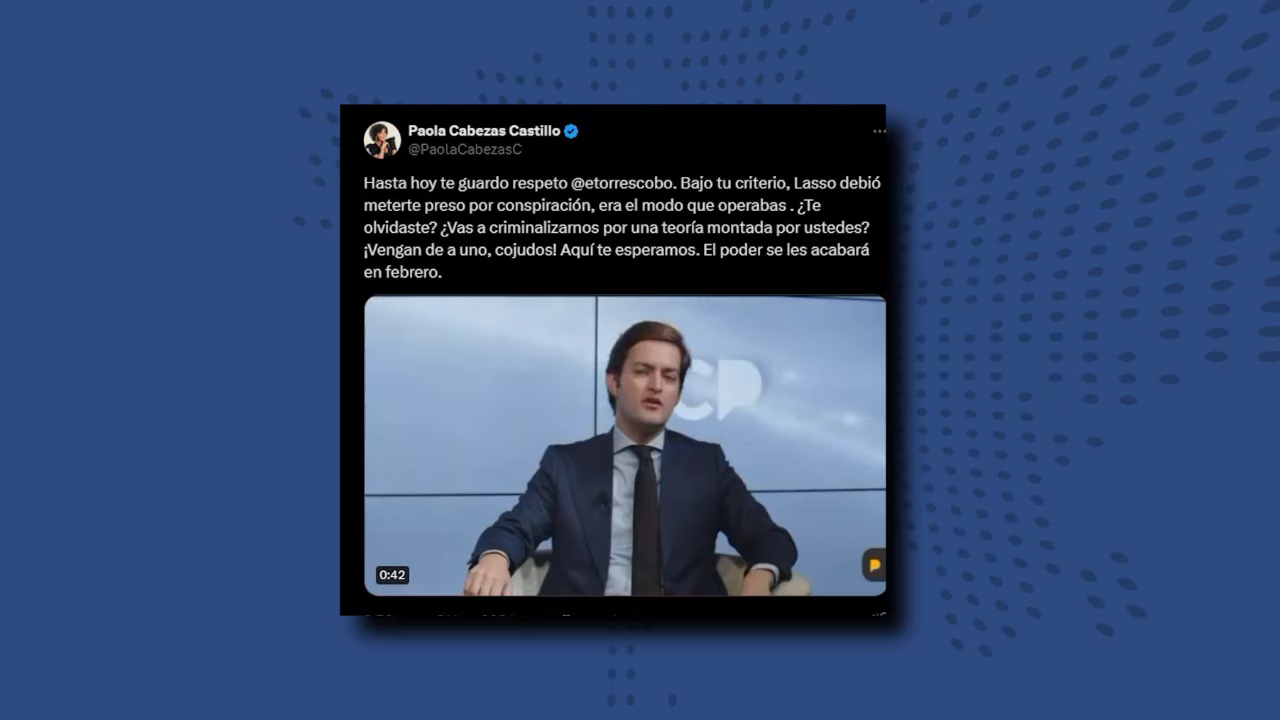 Paola Cabezas Castillo
@PaolaCabezasC
Hasta hoy te guardo respeto @etorrescobo. Bajo tu criterio, Lasso debió
meterte preso por conspiración, era el modo que operabas . ¿Te
olvidaste? ¿Vas a criminalizarnos por una teoría montada por ustedes?
¡Vengan de a uno, cojudos! Aquí te esperamos. El poder se les acabará
en febrero.
CP
0:42